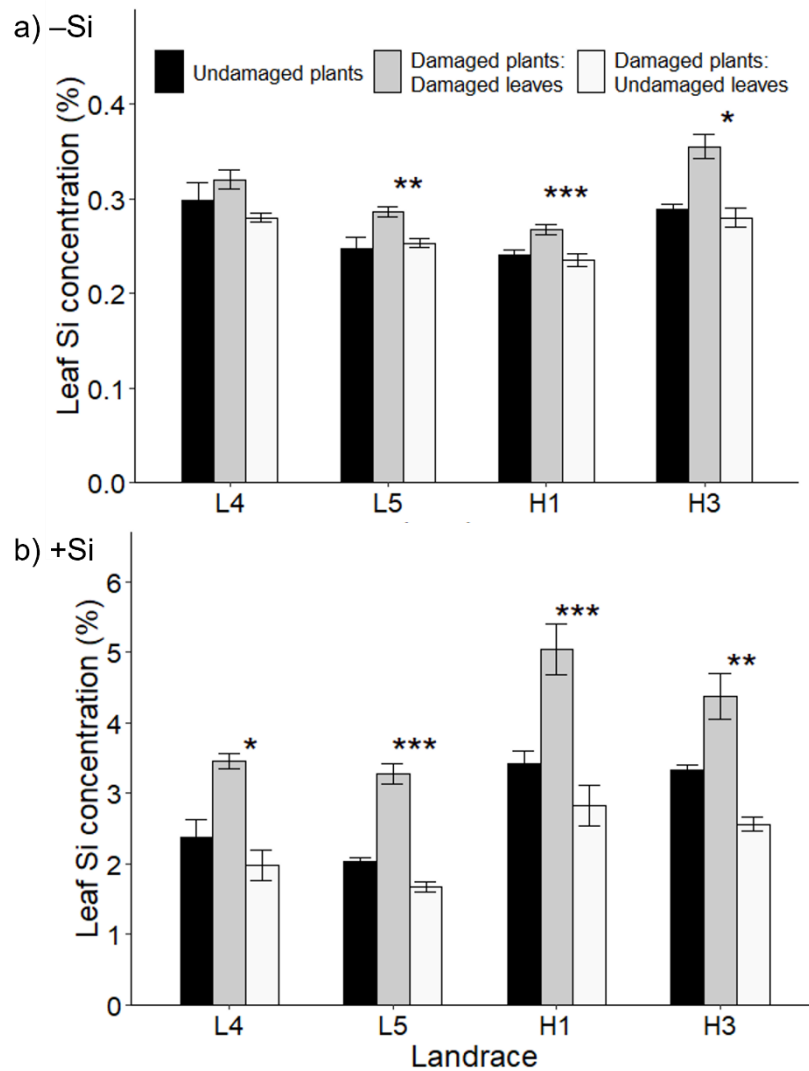 a) –Si
Undamaged plants
Damaged plants:
Damaged leaves
Damaged plants:
Undamaged leaves
Leaf Si concentration (%)
0.4
0.3
0.2
0.1
0.0
**
***
*
L4 L5 H1 H3
b) +Si
Leaf Si concentration (%)
6
5
4
3
2
1
0
*
***
***
**
L4 L5 H1 H3
Landrace